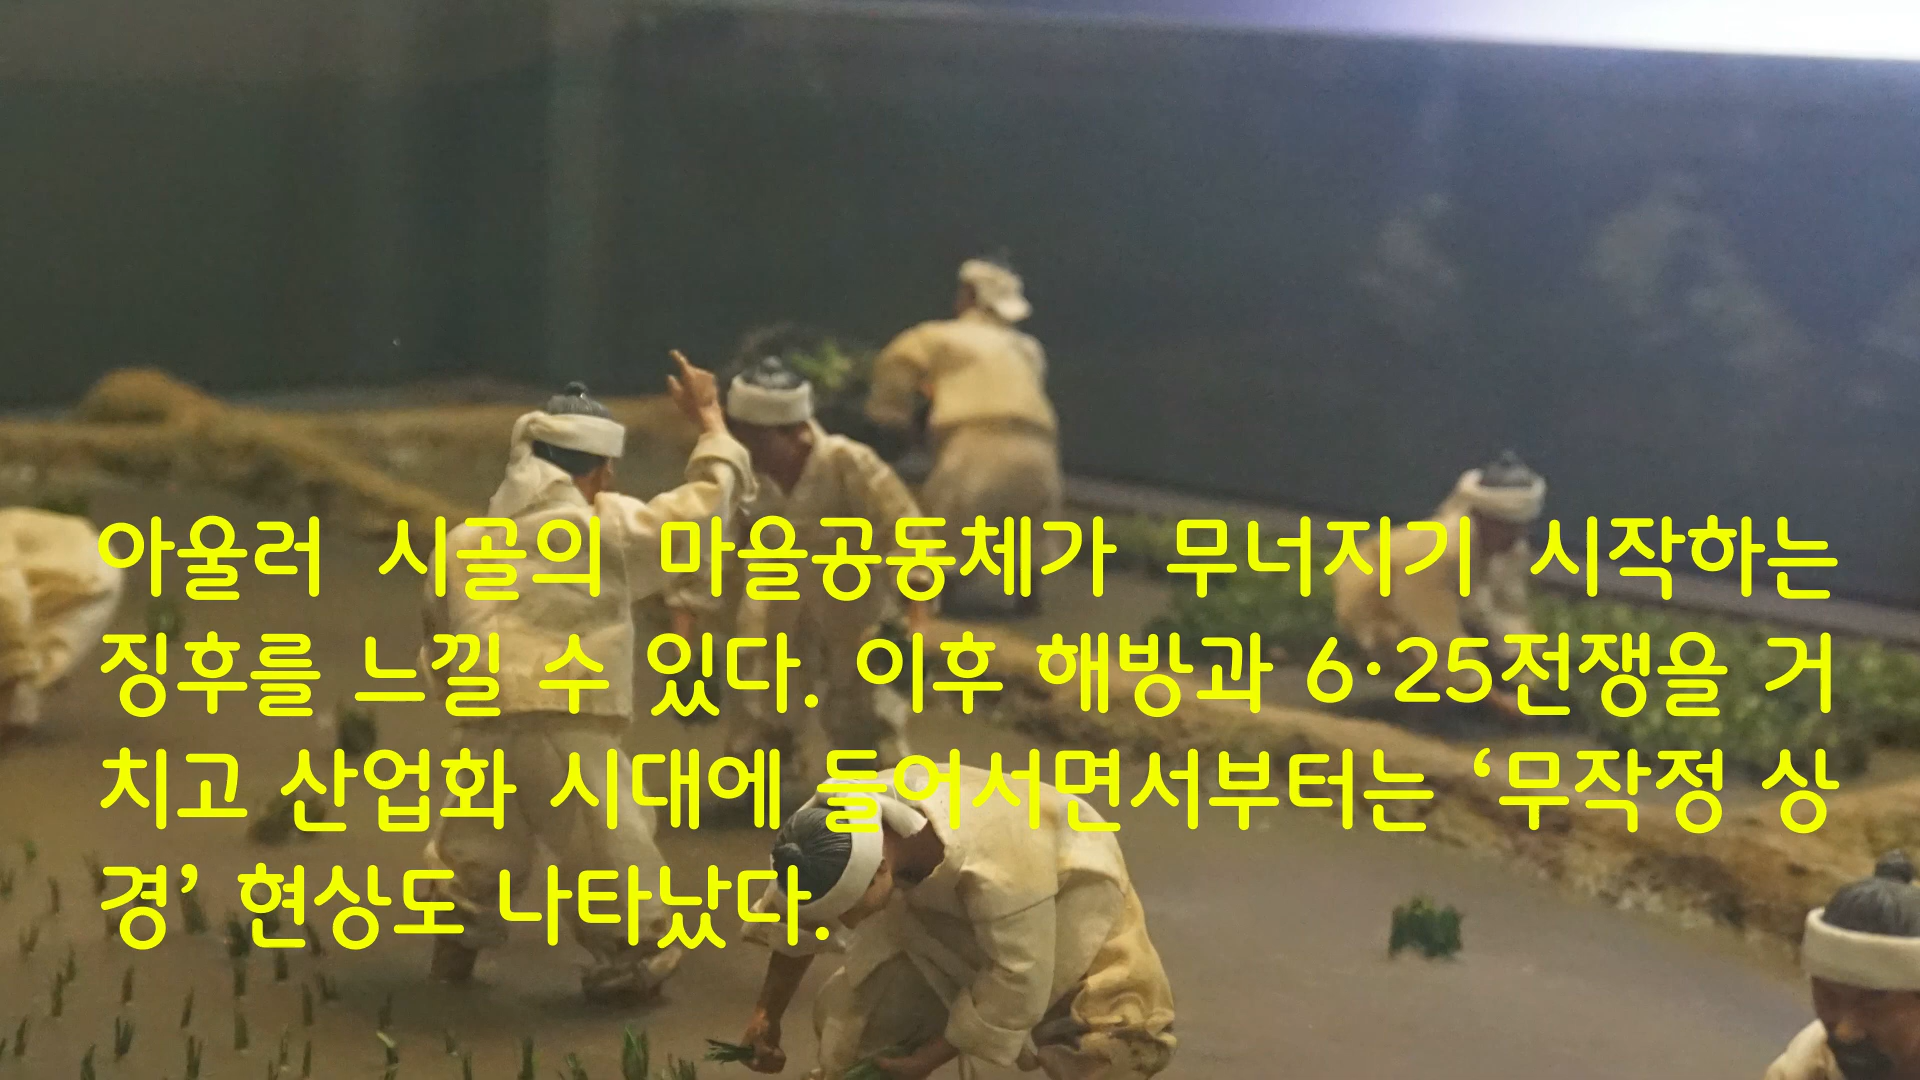 아울러 시골의 마을공동체가 무너지기 시작하는
징후를 느낄 수 있다. 이후 해방과 6·25전쟁을 거
치고 산업화 시대에 들어서면서부터는 ‘무작정 상
경’ 현상도 나타났다.